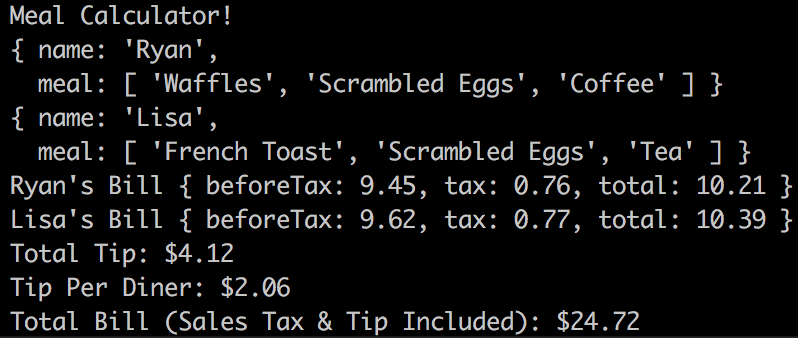 Meal Calculator!
{ name: 'Ryan',
  meal: [ 'Waffles', 'Scrambled Eggs', 'Coffee' ] }
{ name: 'Lisa',
  meal: [ 'French Toast', 'Scrambled Eggs', 'Tea' ] }
Ryan's Bill { beforeTax: 9.45, tax: 0.76, total: 10.21 }
Lisa's Bill { beforeTax: 9.62, tax: 0.77, total: 10.39 }
Total Tip: $4.12
Tip Per Diner: $2.06
Total Bill (Sales Tax & Tip Included): $24.72